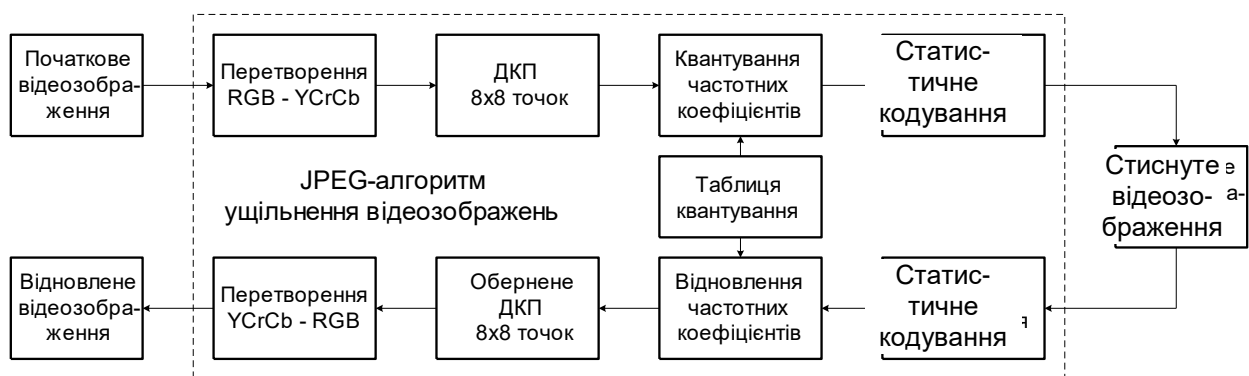 Початкове
відеозобра-
ження
Перетворення
RGB - YCrCb
ДКП
8x8 точок
Квантування
частотних
коефіцієнтів
Статис-
тичне
кодування
JPEG-алгоритм
ущільнення відеозображень
Таблиця
квантування
Стиснуте
відеозо-
браження
Відновлене
відеозобра-
ження
Перетворення
YCrCb - RGB
Обернене
ДКП
8x8 точок
Відновлення
частотних
коефіцієнтів
Статис-
тичне
кодування